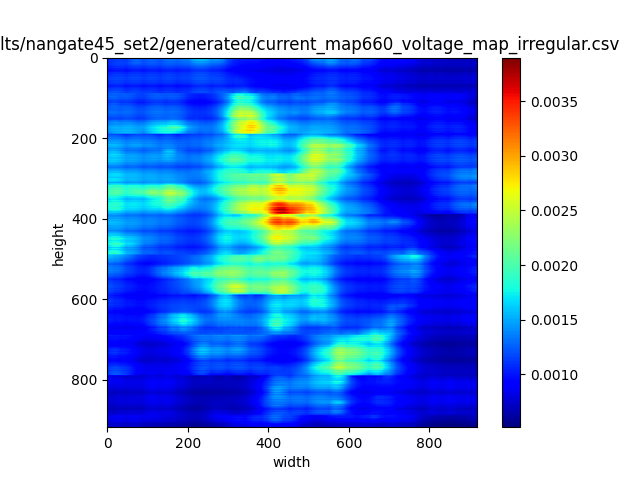 lts/nangate45_set2/generated/current_map660_voltage_map_irregular.csv
0
200
400
600
800
height
0 200 400 600 800
width
0.0035
0.0030
0.0025
0.0020
0.0015
0.0010